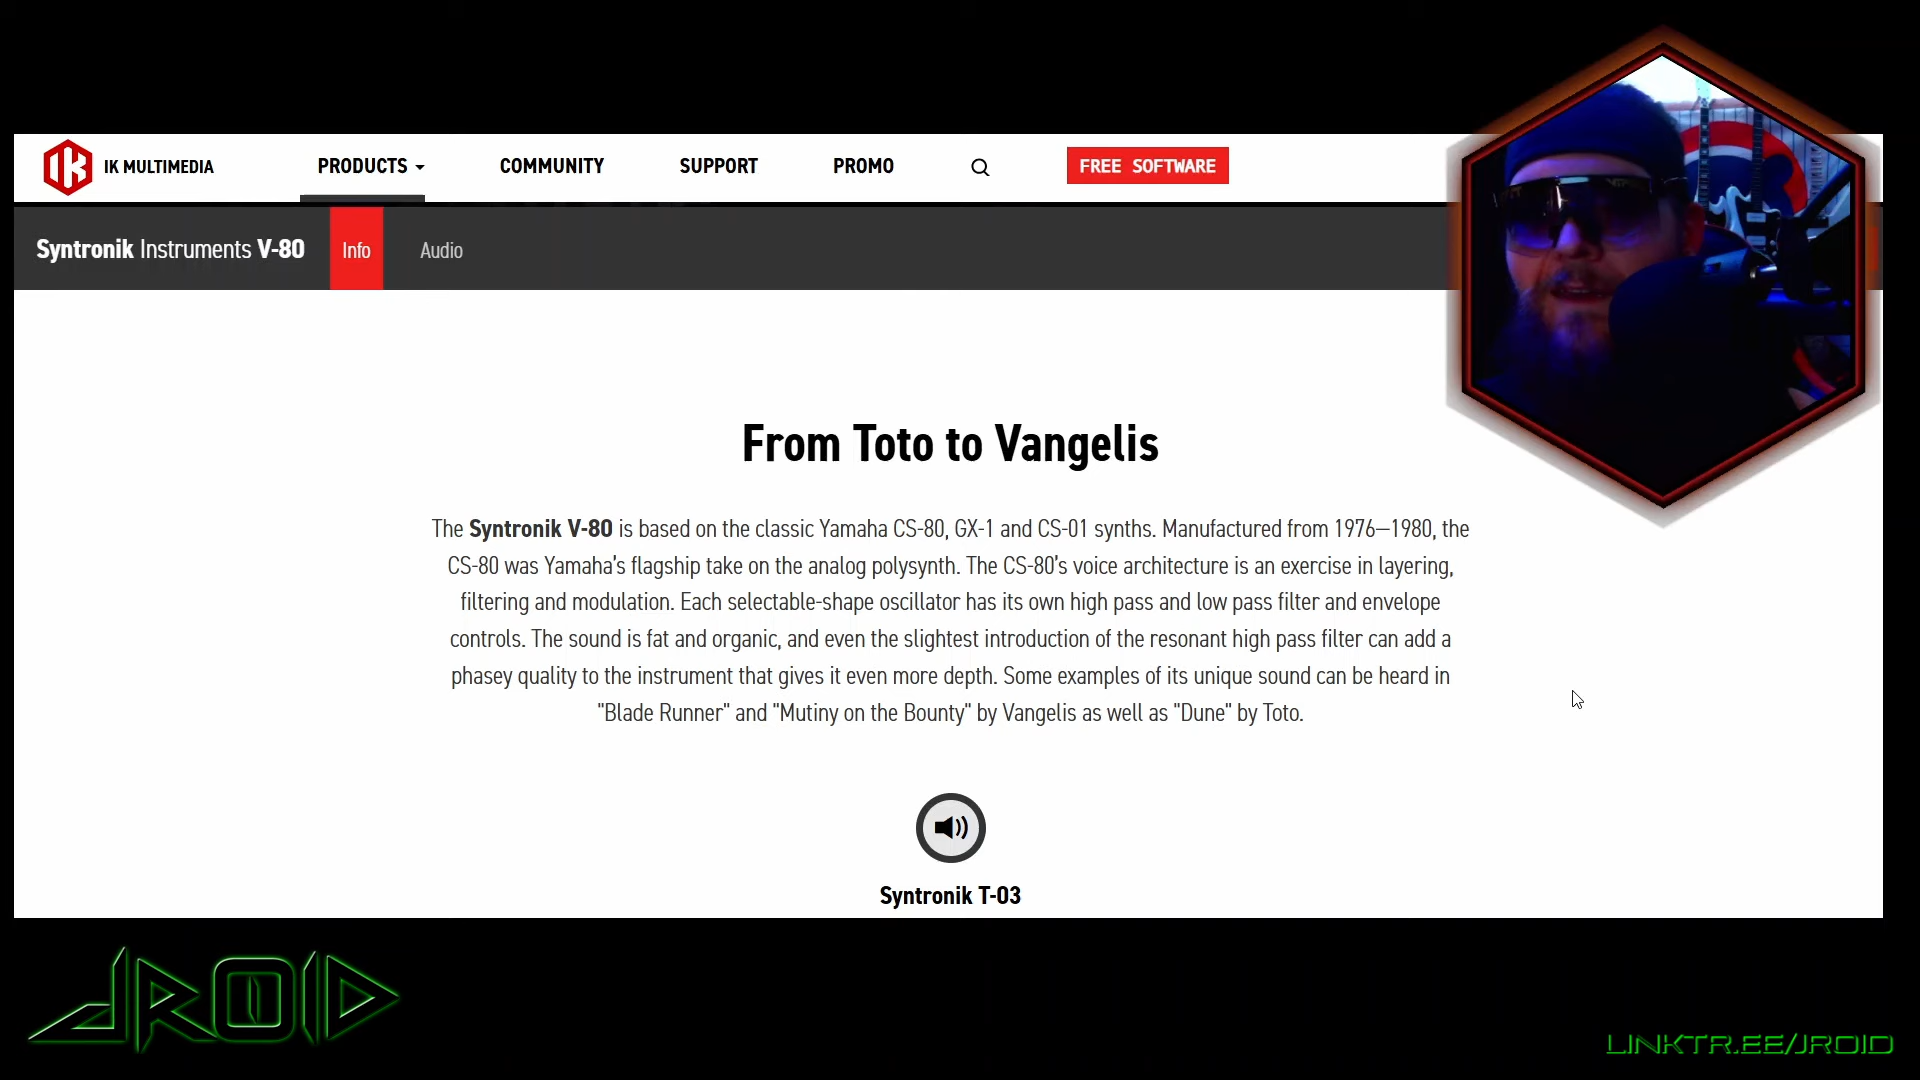 IK MULTIMEDIA
PRODUCTS
COMMUNITY
SUPPORT
PROMO
FREE SOFTWARE
Syntronik Instruments V-80
Info
Audio
From Toto to Vangelis
The Syntronik V-80 is based on the classic Yamaha CS-80, GX-1 and CS-01 synths. Manufactured from 1976—1980, the
CS-80 was Yamaha's flagship take on the analog polysynth. The CS-80's voice architecture is an exercise in layering,
filtering and modulation. Each selectable-shape oscillator has its own high pass and low pass filter and envelope
controls. The sound is fat and organic, and even the slightest introduction of the resonant high pass filter can add a
phasey quality to the instrument that gives it even more depth. Some examples of its unique sound can be heard in
"Blade Runner" and "Mutiny on the Bounty" by Vangelis as well as "Dune" by Toto.
Syntronik T-03
JROID
LINKTR.EE/JROID